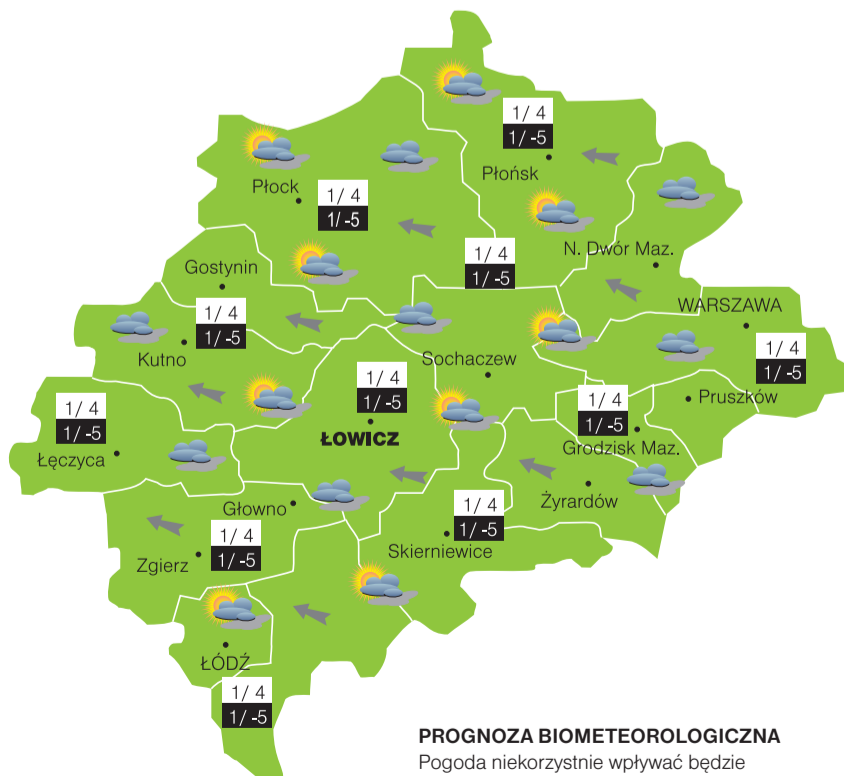 1/ 4
1/ -5
Płońsk
Płock
1/ 4
1/ -5
N. Dwór Maz.
1/ 4
1/ -5
Gostynin
WARSZAWA
1/ 4
1/ -5
Kutno
1/ 4
1/ -5
Sochaczew
1/ 4
1/ -5
Pruszków
1/ 4
1/ -5
ŁOWICZ
1/ 4
1/ -5
Grodzisk Maz.
Łęczyca
1/ 4
1/ -5
Żyrardów
Głowno
1/ 4
1/ -5
Skierniewice
1/ 4
1/ -5
Zgierz
ŁÓDŹ
1/ 4
1/ -5
PROGNOZA BIOMETEOROLOGICZNA
Pogoda niekorzystnie wpływać będzie